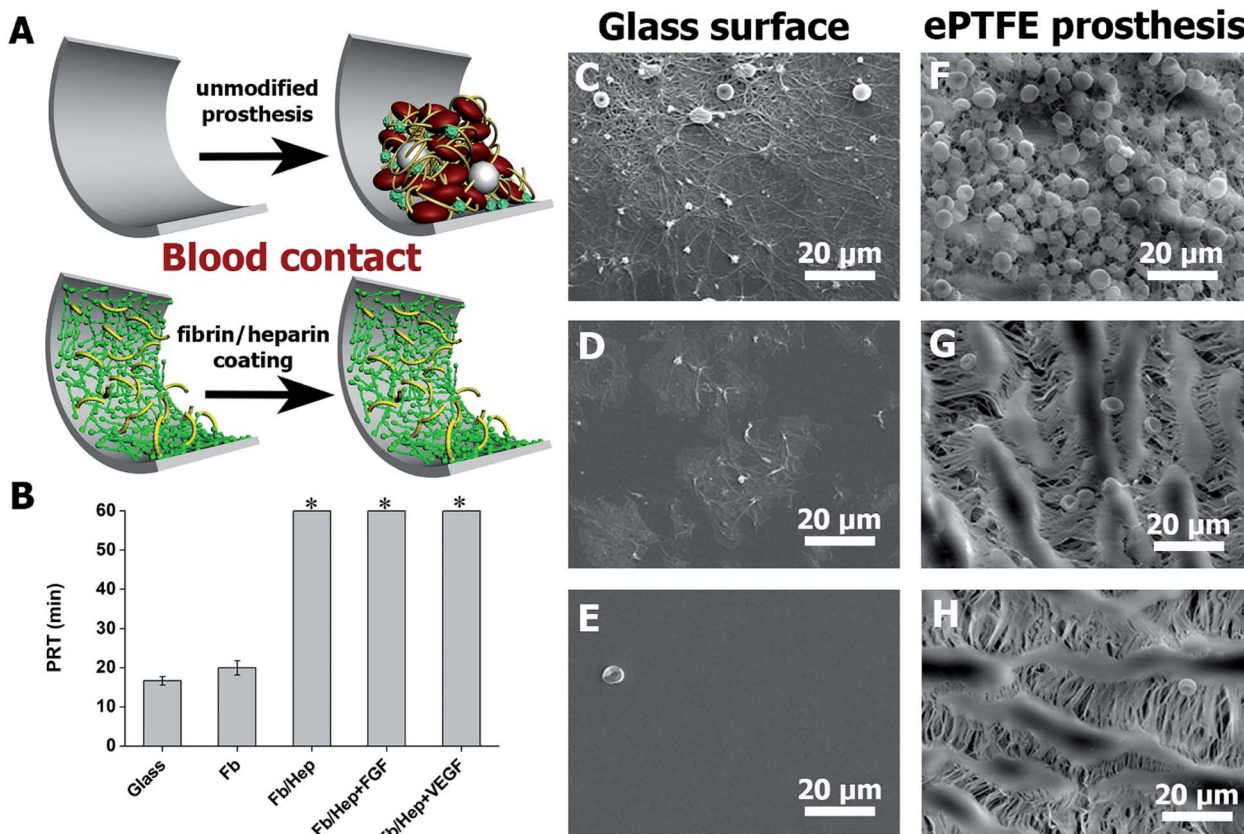 A
unmodified
prosthesis
Blood contact
fibrin/heparin
coating
B
PRT (min)
60
50
40
30
20
10
0
*
*
*
Glass
Fb
Fb/Hep
Fb/Hep+FGF
Fb/Hep+VEGF
Glass surface
ePTFE prosthesis
C
20 µm
F
20 µm
D
20 µm
G
20 µm
E
20 µm
H
20 µm